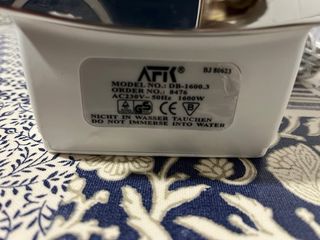 AFK
BJ 80623
MODEL NO.: DB-1600.3
ORDER NO.: 8476
AC230V~ 50Hz 1600W
NICHT IN WASSER TAUCHEN
DO NOT IMMERSE INTO WATER